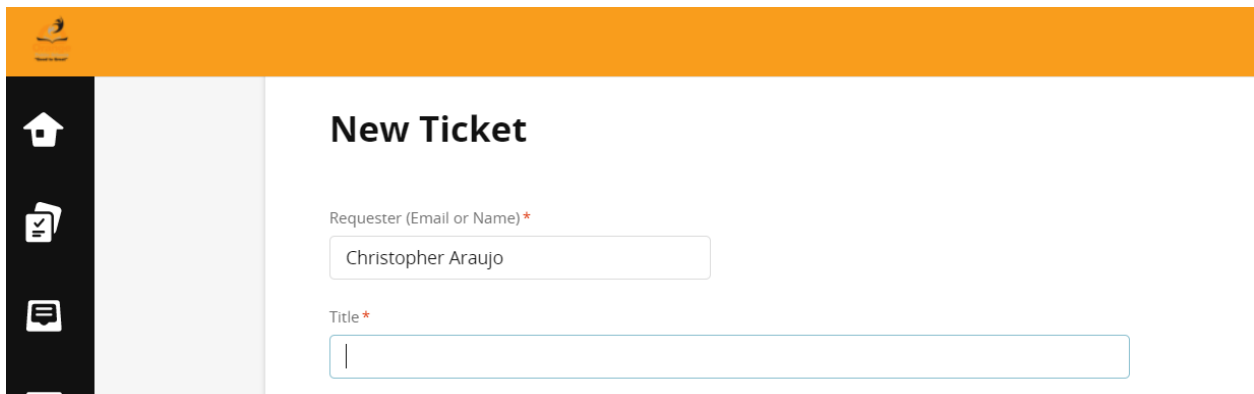 New Ticket
Requester (Email or Name) *
Christopher Araujo
Title *